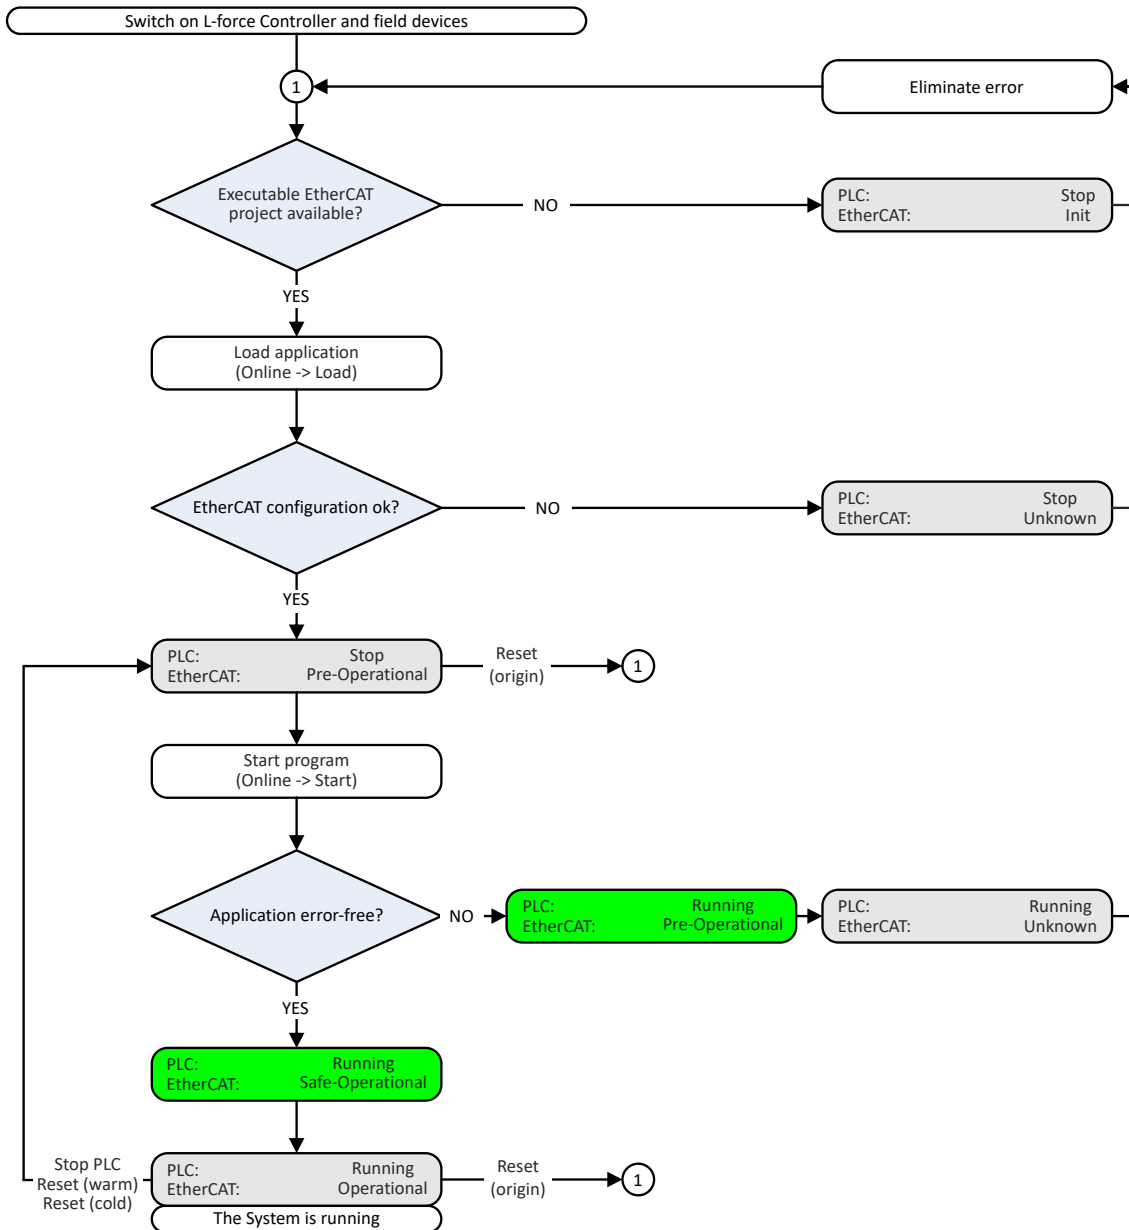 Switch on L-force Controller and field devices
1
Eliminate error
Executable EtherCAT
project available?
NO
PLC: Stop
EtherCAT: Init
YES
Load application
(Online -> Load)
EtherCAT configuration ok?
NO
PLC: Stop
EtherCAT: Unknown
YES
PLC: Stop
EtherCAT: Pre-Operational
Reset
(origin)
1
Start program
(Online -> Start)
Application error-free?
NO
PLC: Running
EtherCAT: Pre-Operational
PLC: Running
EtherCAT: Unknown
YES
PLC: Running
EtherCAT: Safe-Operational
Stop PLC
Reset (warm)
Reset (cold)
PLC: Running
EtherCAT: Operational
Reset
(origin)
1
The System is running